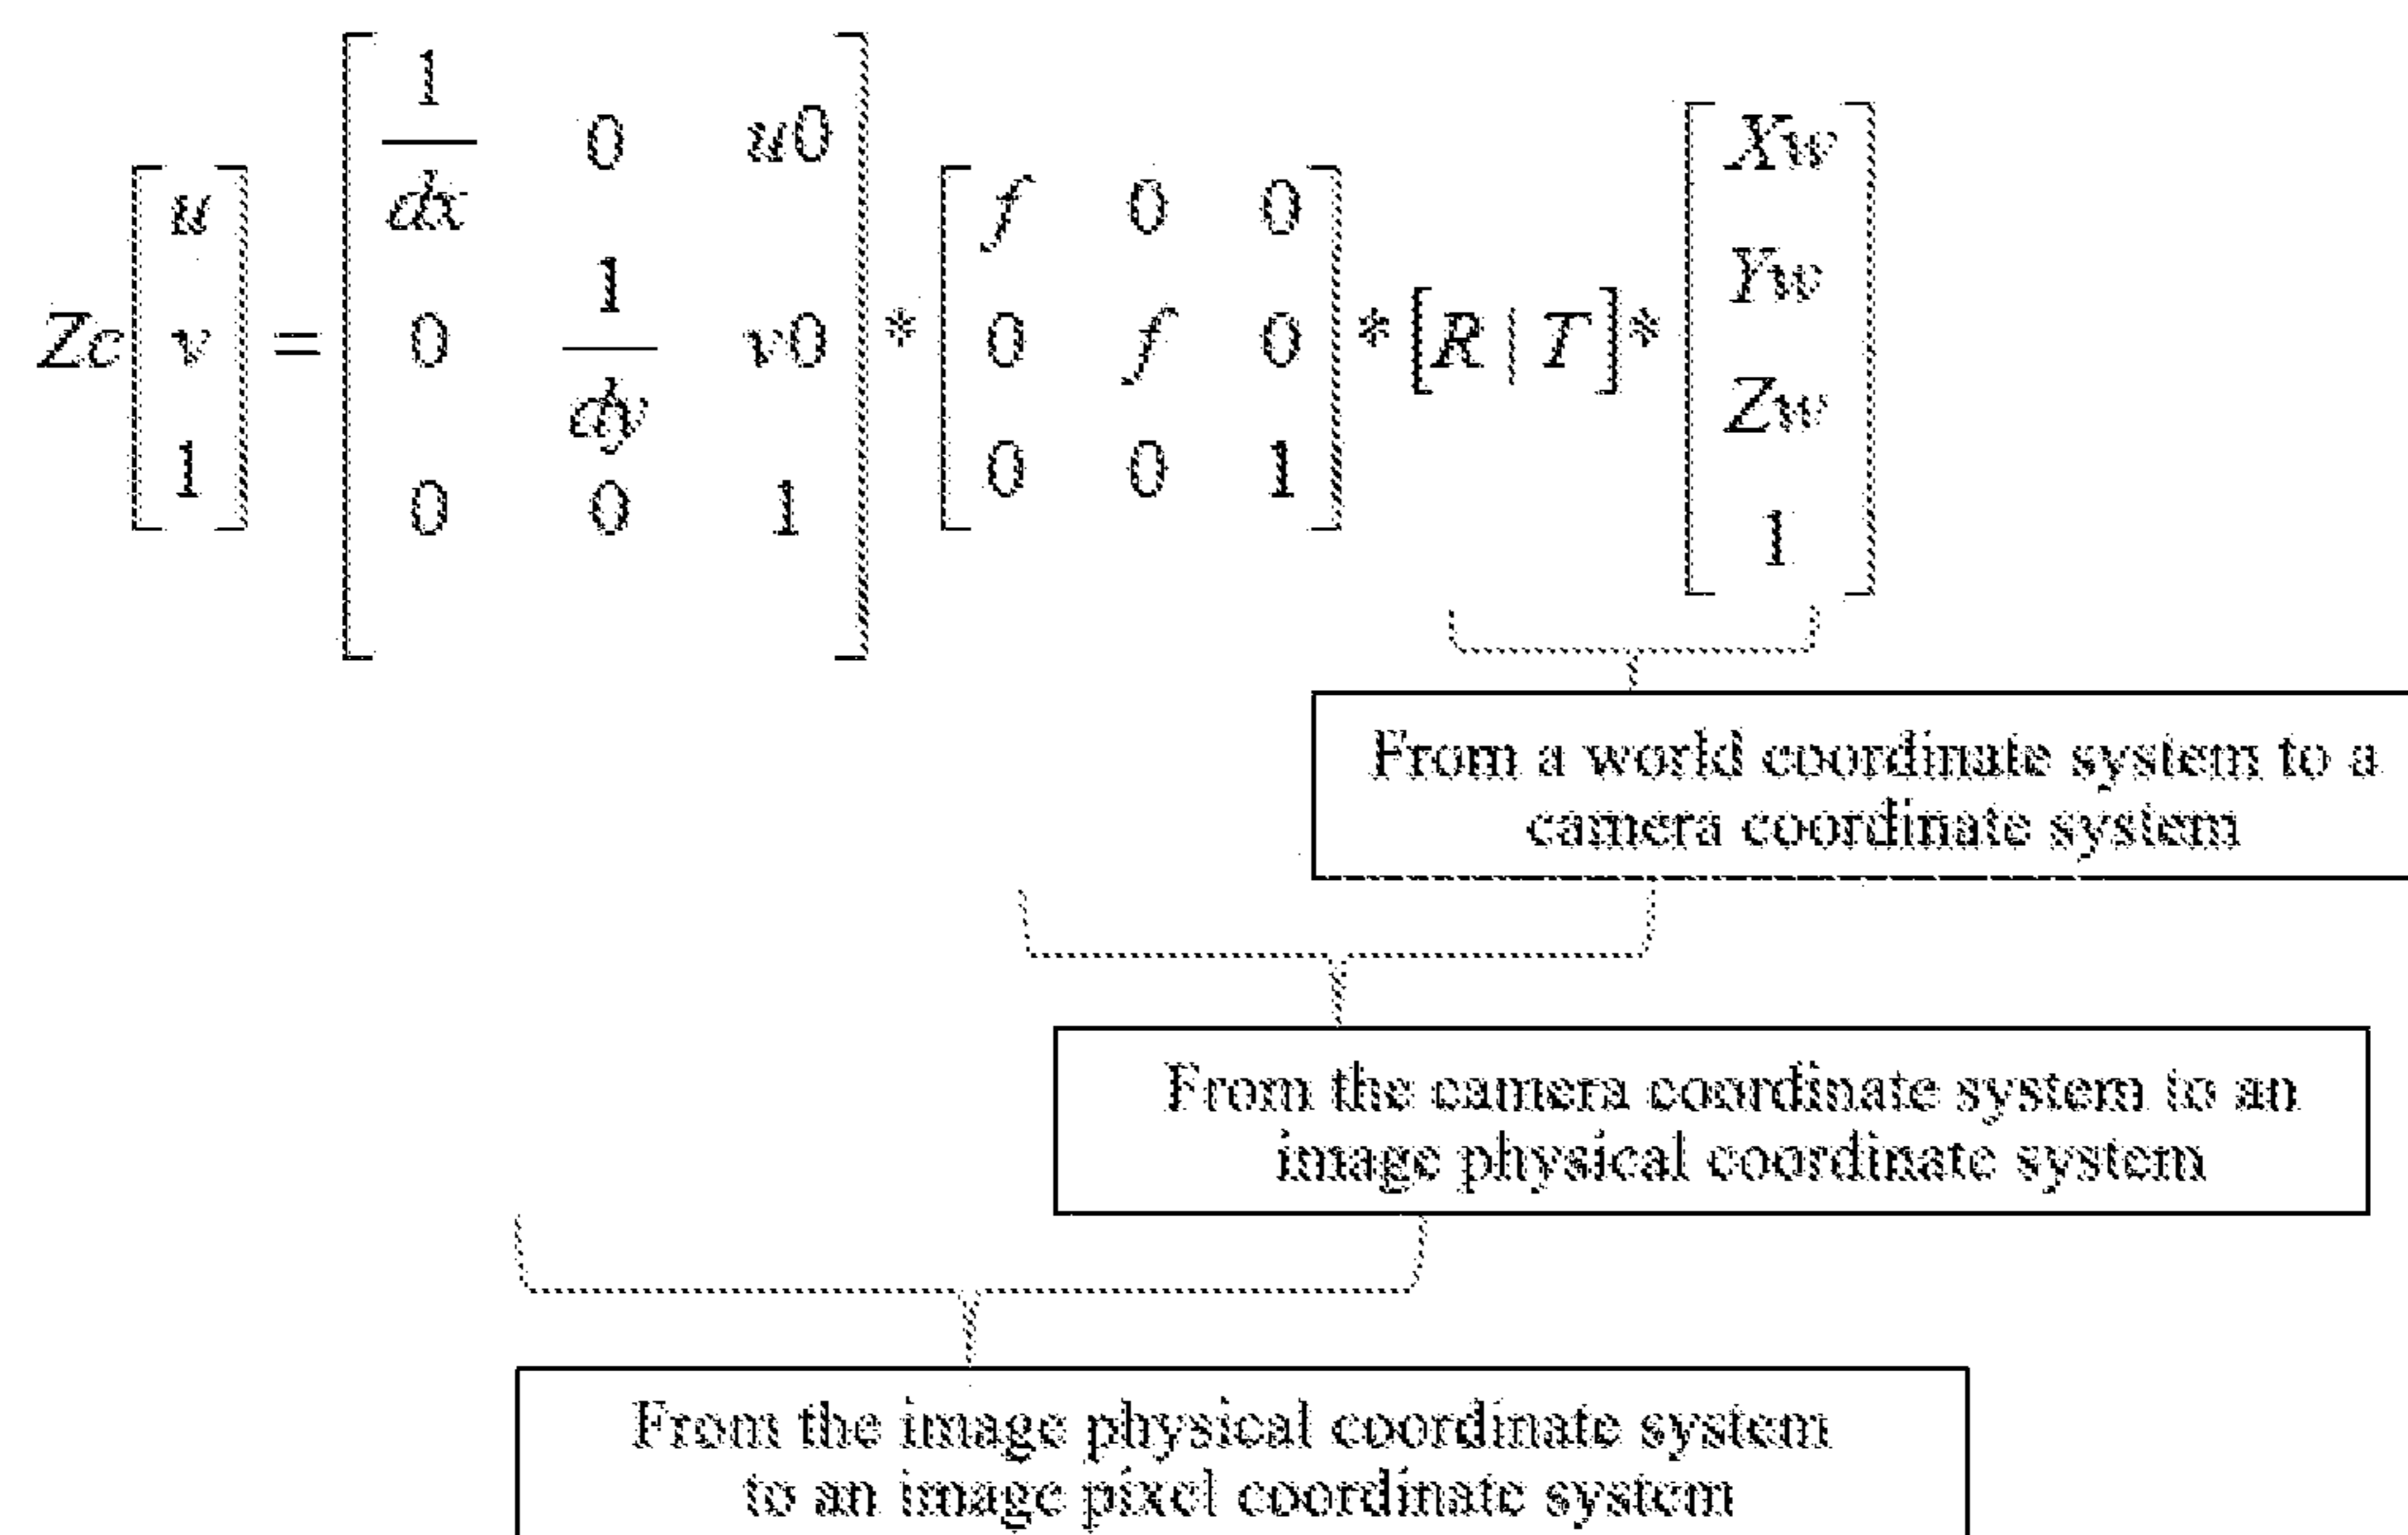 Zc [u v 1] = [1/dx 0 u0; 0 1/dy v0; 0 0 1] * [f 0 0; 0 f 0; 0 0 1] * [R | T] * [Xw Yw Zw 1]
From a world coordinate system to a
camera coordinate system
From the camera coordinate system to an
image physical coordinate system
From the image physical coordinate system
to an image pixel coordinate system